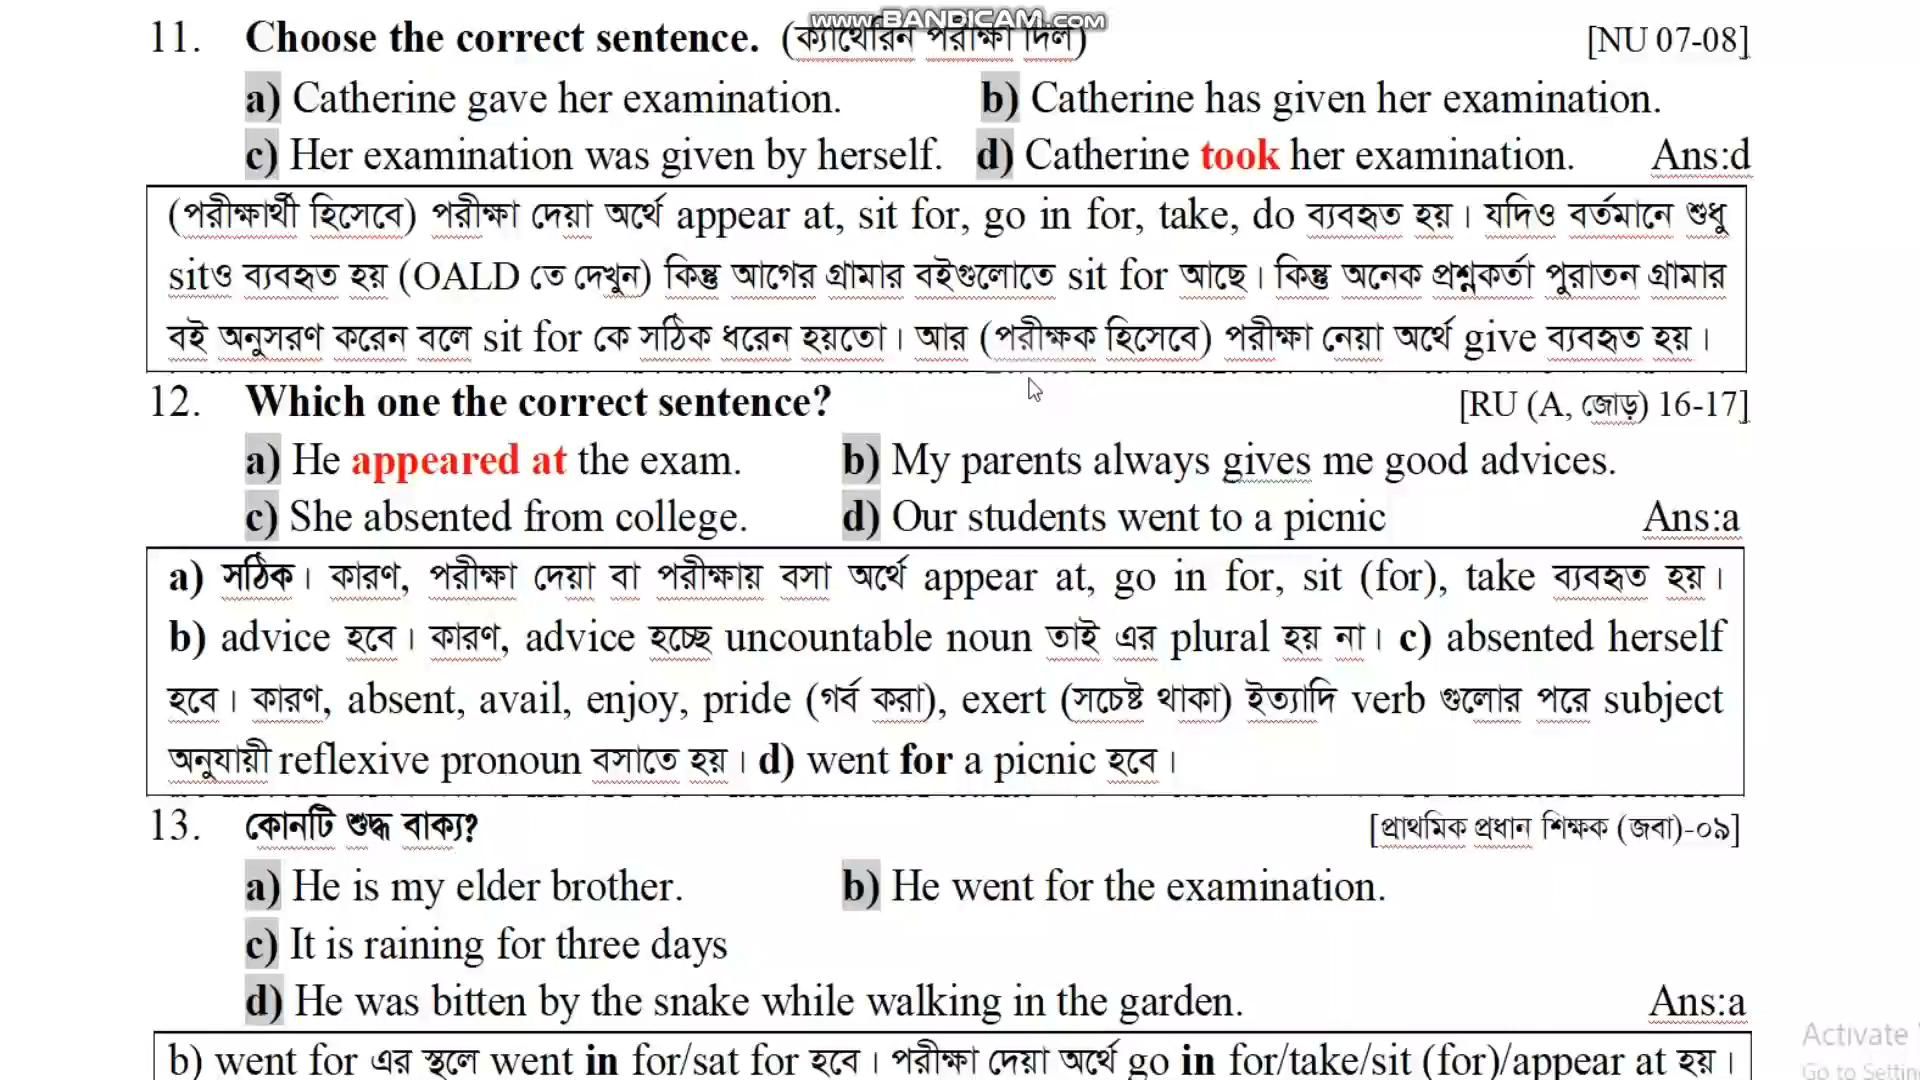 www.BANDICAM.com
11. Choose the correct sentence. (ক্যাথেরিন পরীক্ষা দিল) [NU 07-08]
a) Catherine gave her examination. b) Catherine has given her examination.
c) Her examination was given by herself. d) Catherine took her examination. Ans:d
(পরীক্ষার্থী হিসেবে) পরীক্ষা দেয়া অর্থে appear at, sit for, go in for, take, do ব্যবহৃত হয়। যদিও বর্তমানে শুধু
sitও ব্যবহৃত হয় (OALD তে দেখুন) কিন্তু আগের গ্রামার বইগুলোতে sit for আছে। কিন্তু অনেক প্রশ্নকর্তা পুরাতন গ্রামার
বই অনুসরণ করেন বলে sit for কে সঠিক ধরেন হয়তো। আর (পরীক্ষক হিসেবে) পরীক্ষা নেয়া অর্থে give ব্যবহৃত হয়।
12. Which one the correct sentence? [RU (A, জোড়) 16-17]
a) He appeared at the exam. b) My parents always gives me good advices.
c) She absented from college. d) Our students went to a picnic Ans:a
a) সঠিক। কারণ, পরীক্ষা দেয়া বা পরীক্ষায় বসা অর্থে appear at, go in for, sit (for), take ব্যবহৃত হয়।
b) advice হবে। কারণ, advice হচ্ছে uncountable noun তাই এর plural হয় না। c) absented herself
হবে। কারণ, absent, avail, enjoy, pride (গর্ব করা), exert (সচেষ্ট থাকা) ইত্যাদি verb গুলোর পরে subject
অনুযায়ী reflexive pronoun বসাতে হয়। d) went for a picnic হবে।
13. কোনটি শুদ্ধ বাক্য? [প্রাথমিক প্রধান শিক্ষক (জবা)-০৯]
a) He is my elder brother. b) He went for the examination.
c) It is raining for three days
d) He was bitten by the snake while walking in the garden. Ans:a
b) went for এর স্থলে went in for/sat for হবে। পরীক্ষা দেয়া অর্থে go in for/take/sit (for)/appear at হয়।
Activate
Go to Settin